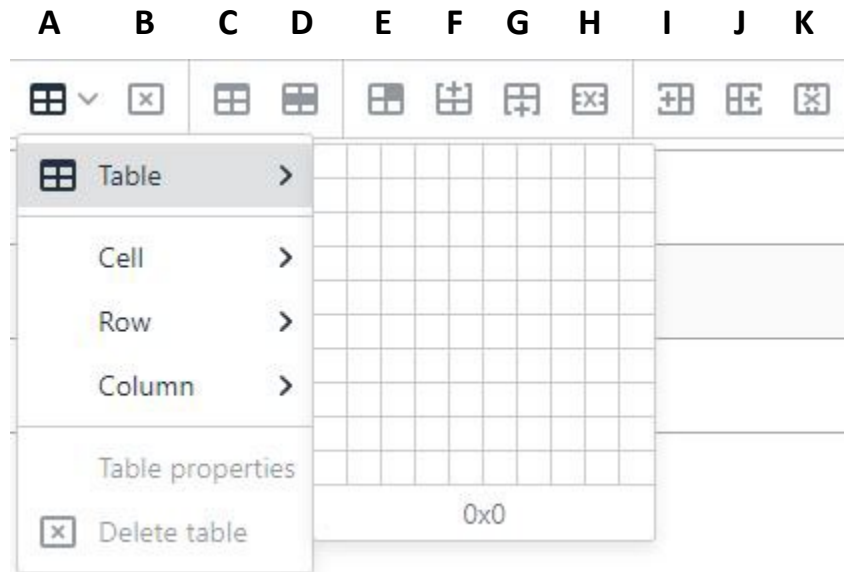 A B C D E F G H I J K
Table
Cell
Row
Column
Table properties
Delete table
0x0